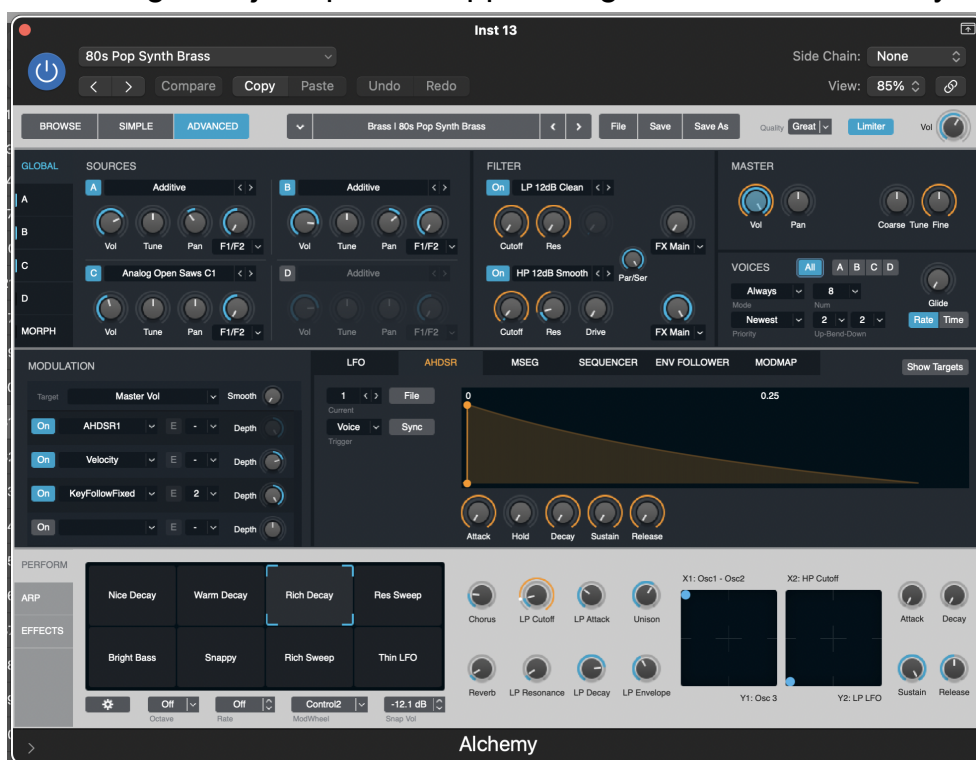 Inst 13
80s Pop Synth Brass
Side Chain: None
Compare Copy Paste Undo Redo
View: 85%
BROWSE SIMPLE ADVANCED
Brass | 80s Pop Synth Brass
File Save Save As
Quality Great Limiter Vol
GLOBAL
A
B
C
D
MORPH
SOURCES
A Additive
Vol Tune Pan F1/F2
B Additive
Vol Tune Pan F1/F2
C Analog Open Saws C1
Vol Tune Pan F1/F2
D Additive
Vol Tune Pan F1/F2
FILTER
On LP 12dB Clean
Cutoff Res FX Main
Par/Ser
On HP 12dB Smooth
Cutoff Res Drive FX Main
MASTER
Vol Pan Coarse Tune Fine
VOICES All A B C D
Always 8
Mode Num Glide
Newest 2 2 Rate Time
Priority Up-Bend-Down
MODULATION
Target Master Vol Smooth
On AHDSR1 E - Depth
On Velocity E - Depth
On KeyFollowFixed E 2 Depth
On E - Depth
LFO AHDSR MSEG SEQUENCER ENV FOLLOWER MODMAP
Show Targets
1 File
Current
Voice Sync
Trigger
0 0.25
Attack Hold Decay Sustain Release
PERFORM
ARP
EFFECTS
Nice Decay Warm Decay Rich Decay Res Sweep
Bright Bass Snappy Rich Sweep Thin LFO
Off Off Control2 -12.1 dB
Octave Rate ModWheel Snap Vol
Chorus LP Cutoff LP Attack Unison
Reverb LP Resonance LP Decay LP Envelope
X1: Osc1 - Osc2 X2: HP Cutoff
Y1: Osc 3 Y2: LP LFO
Attack Decay
Sustain Release
Alchemy